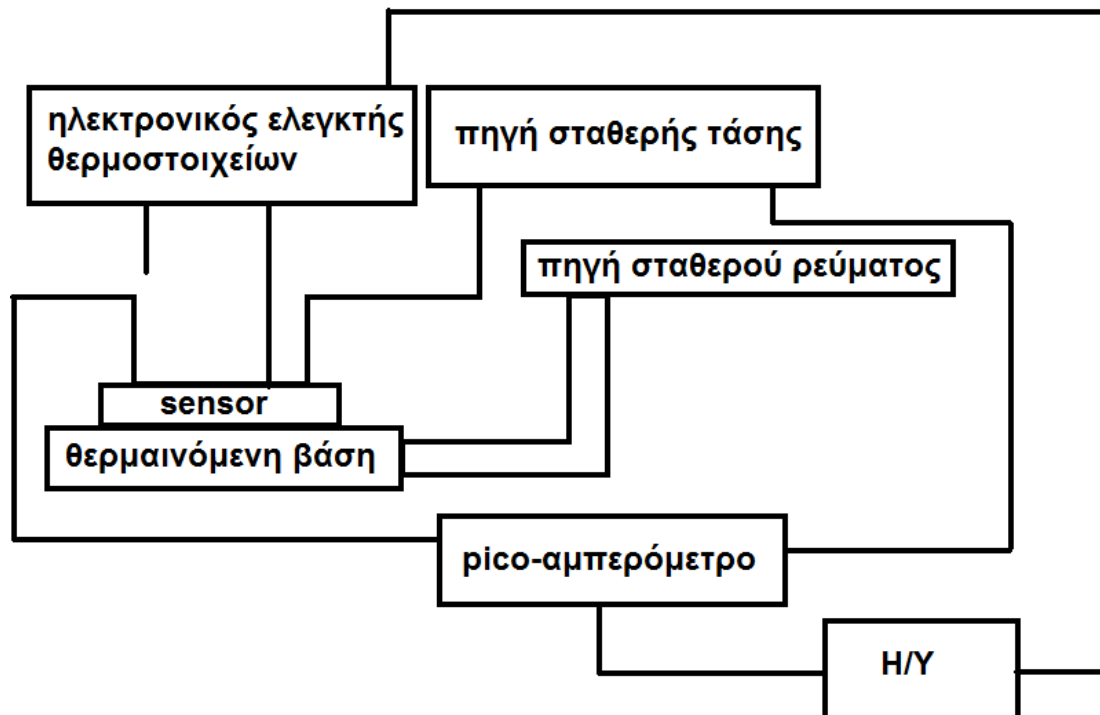 ηλεκτρονικός ελεγκτής
θερμοστοιχείων
πηγή σταθερής τάσης
πηγή σταθερού ρεύματος
sensor
θερμαινόμενη βάση
pico-αμπερόμετρο
Η/Υ